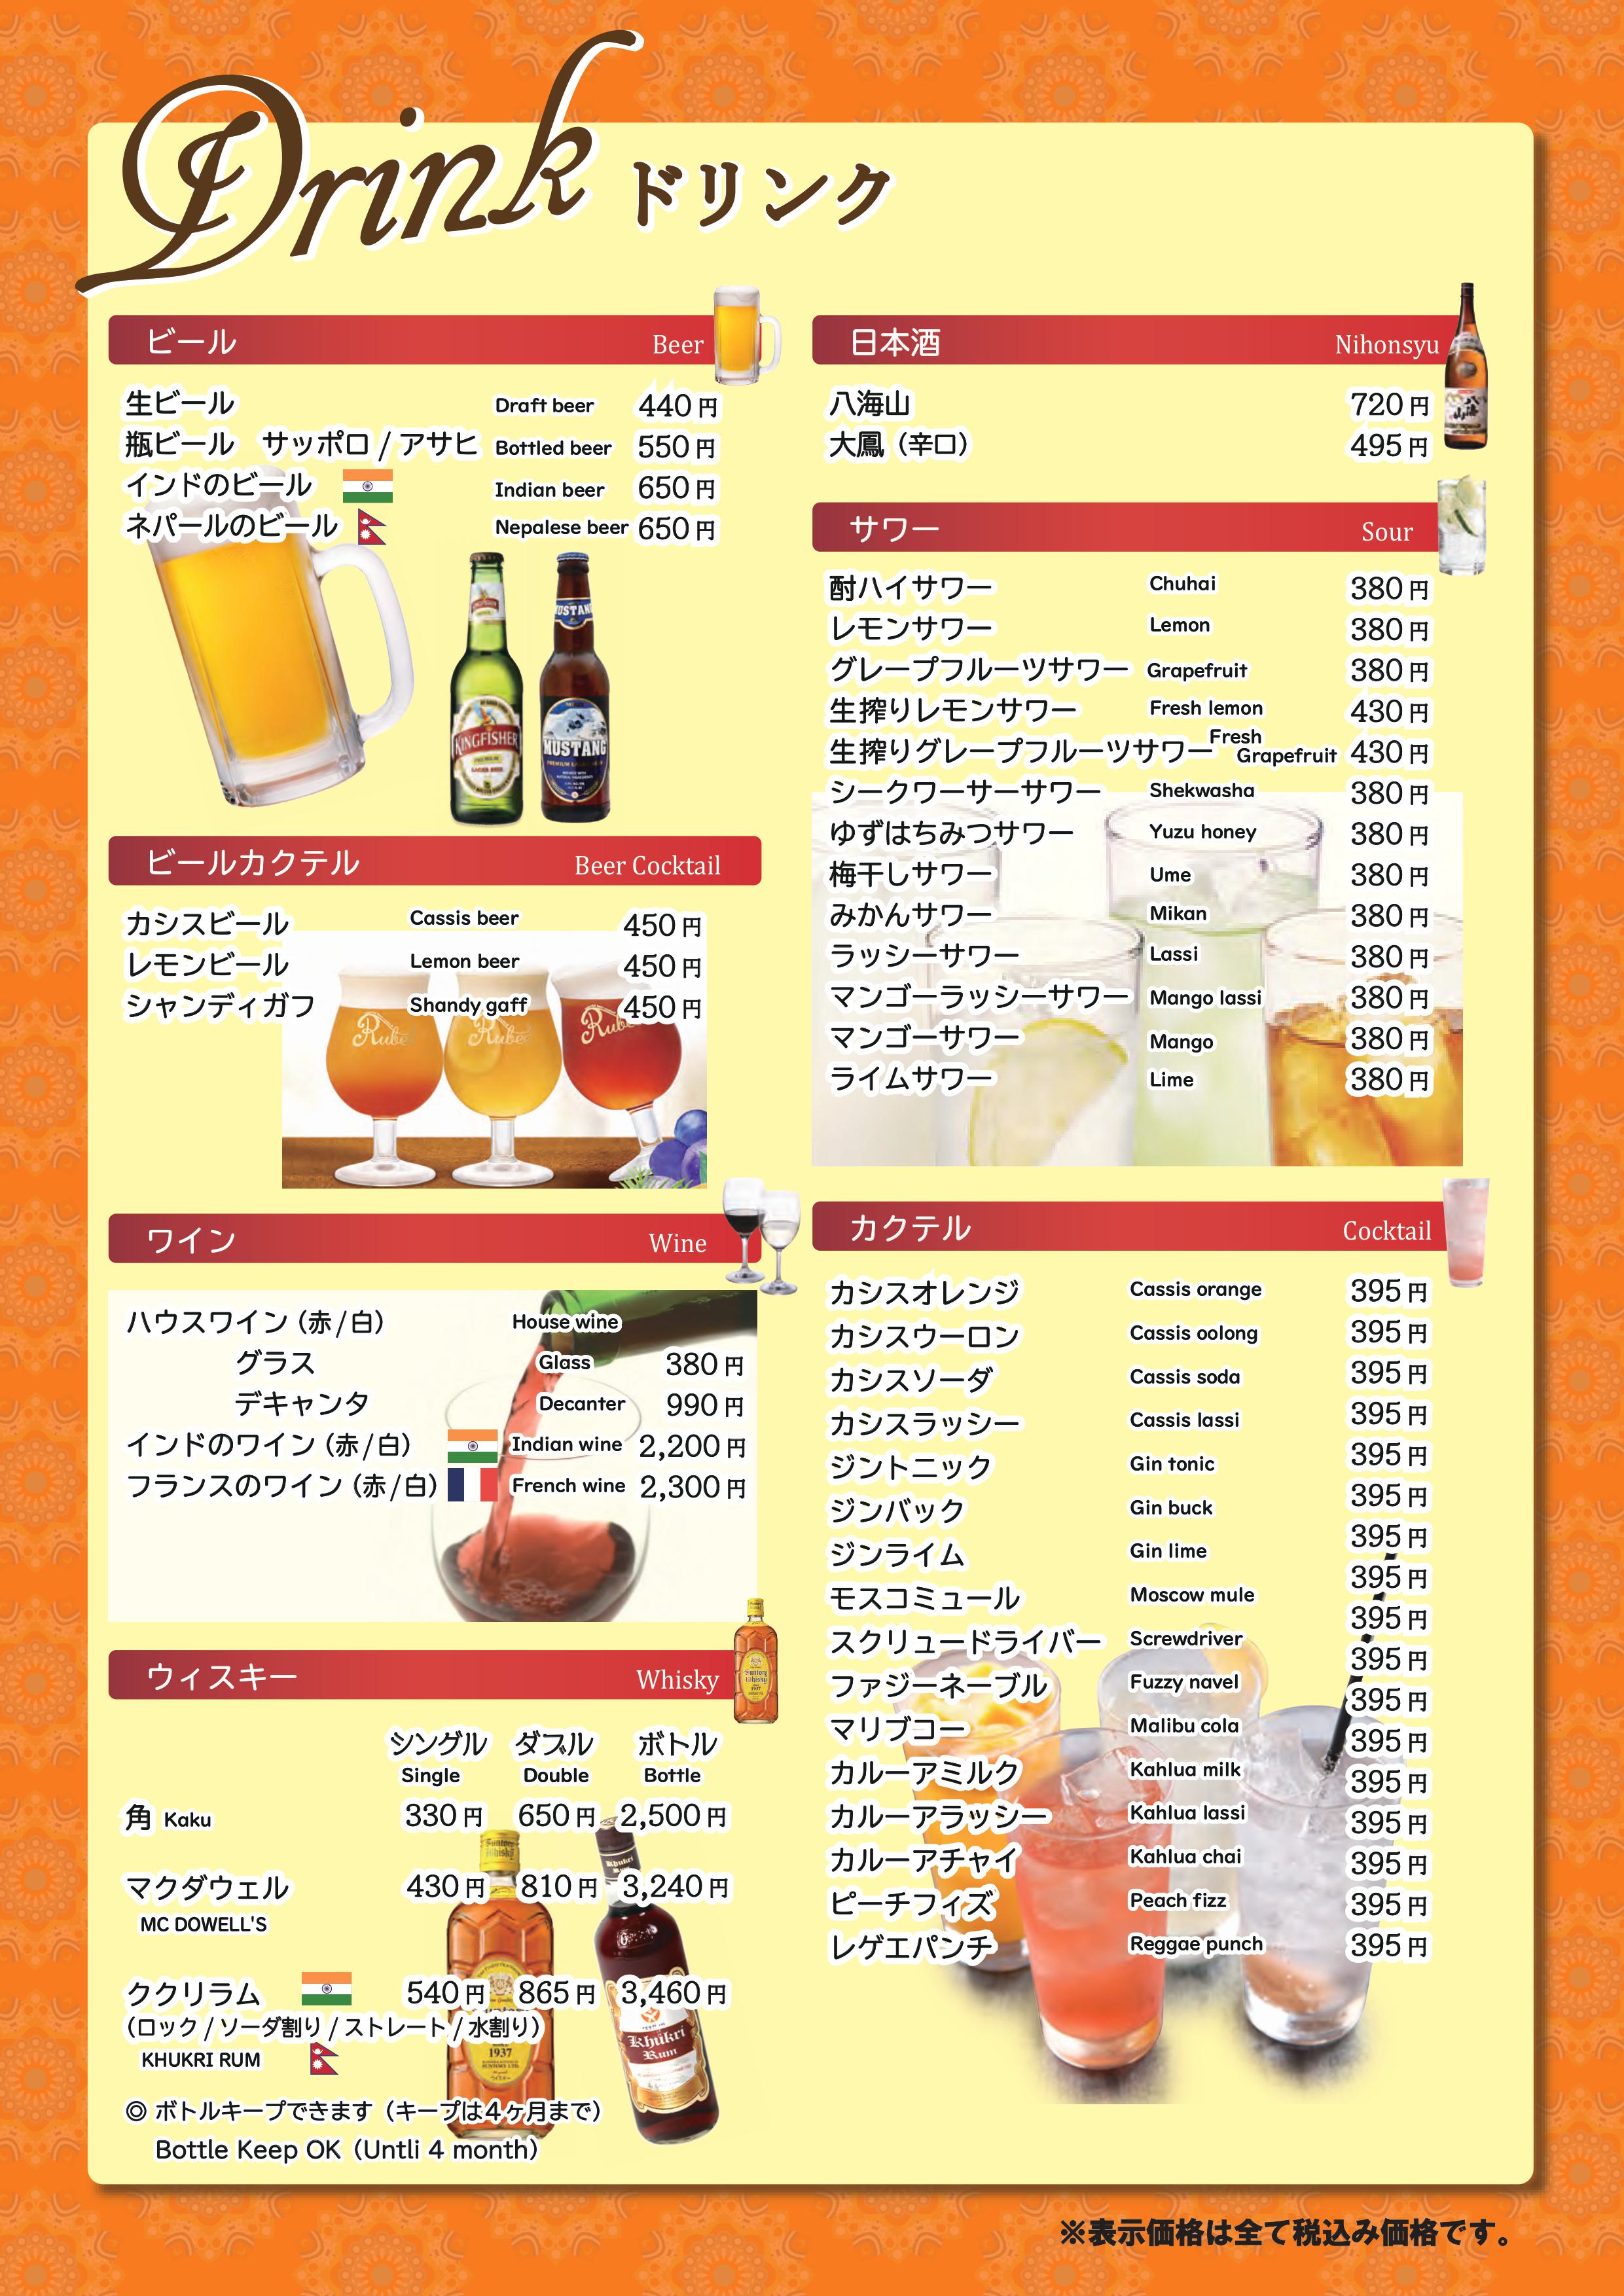 Drink ドリンク
ビール Beer
生ビール Draft beer 440円
瓶ビール サッポロ / アサヒ Bottled beer 550円
インドのビール Indian beer 650円
ネパールのビール Nepalese beer 650円
KINGFISHER
PREMIUM
LAGER BEER
MUSTANG
MUSTANG
ビールカクテル Beer Cocktail
カシスビール Cassis beer 450円
レモンビール Lemon beer 450円
シャンディガフ Shandy gaff 450円
ワイン Wine
ハウスワイン（赤/白） House wine
グラス Glass 380円
デキャンタ Decanter 990円
インドのワイン（赤/白） Indian wine 2,200円
フランスのワイン（赤/白） French wine 2,300円
ウィスキー Whisky
シングル ダブル ボトル
Single Double Bottle
角 Kaku 330円 650円 2,500円
マクダウェル 430円 810円 3,240円
MC DOWELL'S
ククリラム 540円 865円 3,460円
（ロック / ソーダ割り / ストレート / 水割り）
KHUKRI RUM
1937
Khukri
Rum
◎ ボトルキープできます（キープは4ヶ月まで）
Bottle Keep OK（Untli 4 month）
日本酒 Nihonsyu
八海山 720円
大鳳（辛口） 495円
サワー Sour
酎ハイサワー Chuhai 380円
レモンサワー Lemon 380円
グレープフルーツサワー Grapefruit 380円
生搾りレモンサワー Fresh lemon 430円
生搾りグレープフルーツサワー Fresh Grapefruit 430円
シークワーサーサワー Shekwasha 380円
ゆずはちみつサワー Yuzu honey 380円
梅干しサワー Ume 380円
みかんサワー Mikan 380円
ラッシーサワー Lassi 380円
マンゴーラッシーサワー Mango lassi 380円
マンゴーサワー Mango 380円
ライムサワー Lime 380円
カクテル Cocktail
カシスオレンジ Cassis orange 395円
カシスウーロン Cassis oolong 395円
カシスソーダ Cassis soda 395円
カシスラッシー Cassis lassi 395円
ジントニック Gin tonic 395円
ジンバック Gin buck 395円
ジンライム Gin lime 395円
モスコミュール Moscow mule 395円
スクリュードライバー Screwdriver 395円
ファジーネーブル Fuzzy navel 395円
マリブコー Malibu cola 395円
カルーアミルク Kahlua milk 395円
カルーアラッシー Kahlua lassi 395円
カルーアチャイ Kahlua chai 395円
ピーチフィズ Peach fizz 395円
レゲエパンチ Reggae punch 395円
395円
※表示価格は全て税込み価格です。